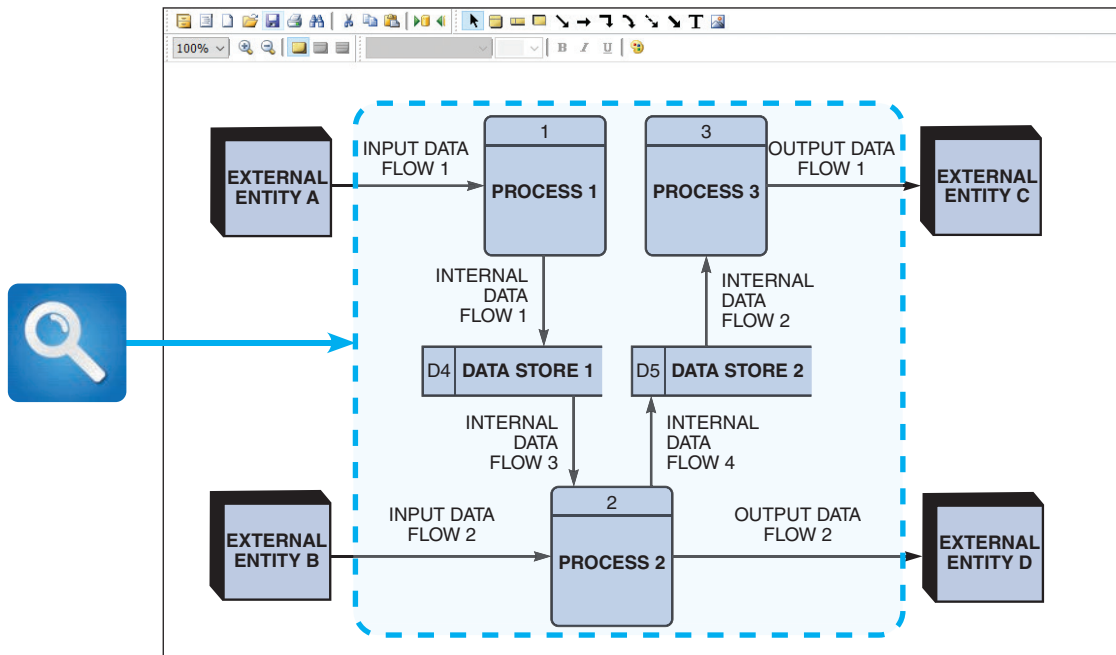 100%
B I U
T
1
3
INPUT DATA
FLOW 1
OUTPUT DATA
FLOW 1
EXTERNAL
ENTITY A
PROCESS 1
PROCESS 3
EXTERNAL
ENTITY C
INTERNAL
DATA
FLOW 1
INTERNAL
DATA
FLOW 2
D4 DATA STORE 1
D5 DATA STORE 2
INTERNAL
DATA
FLOW 3
INTERNAL
DATA
FLOW 4
2
INPUT DATA
FLOW 2
OUTPUT DATA
FLOW 2
EXTERNAL
ENTITY B
PROCESS 2
EXTERNAL
ENTITY D